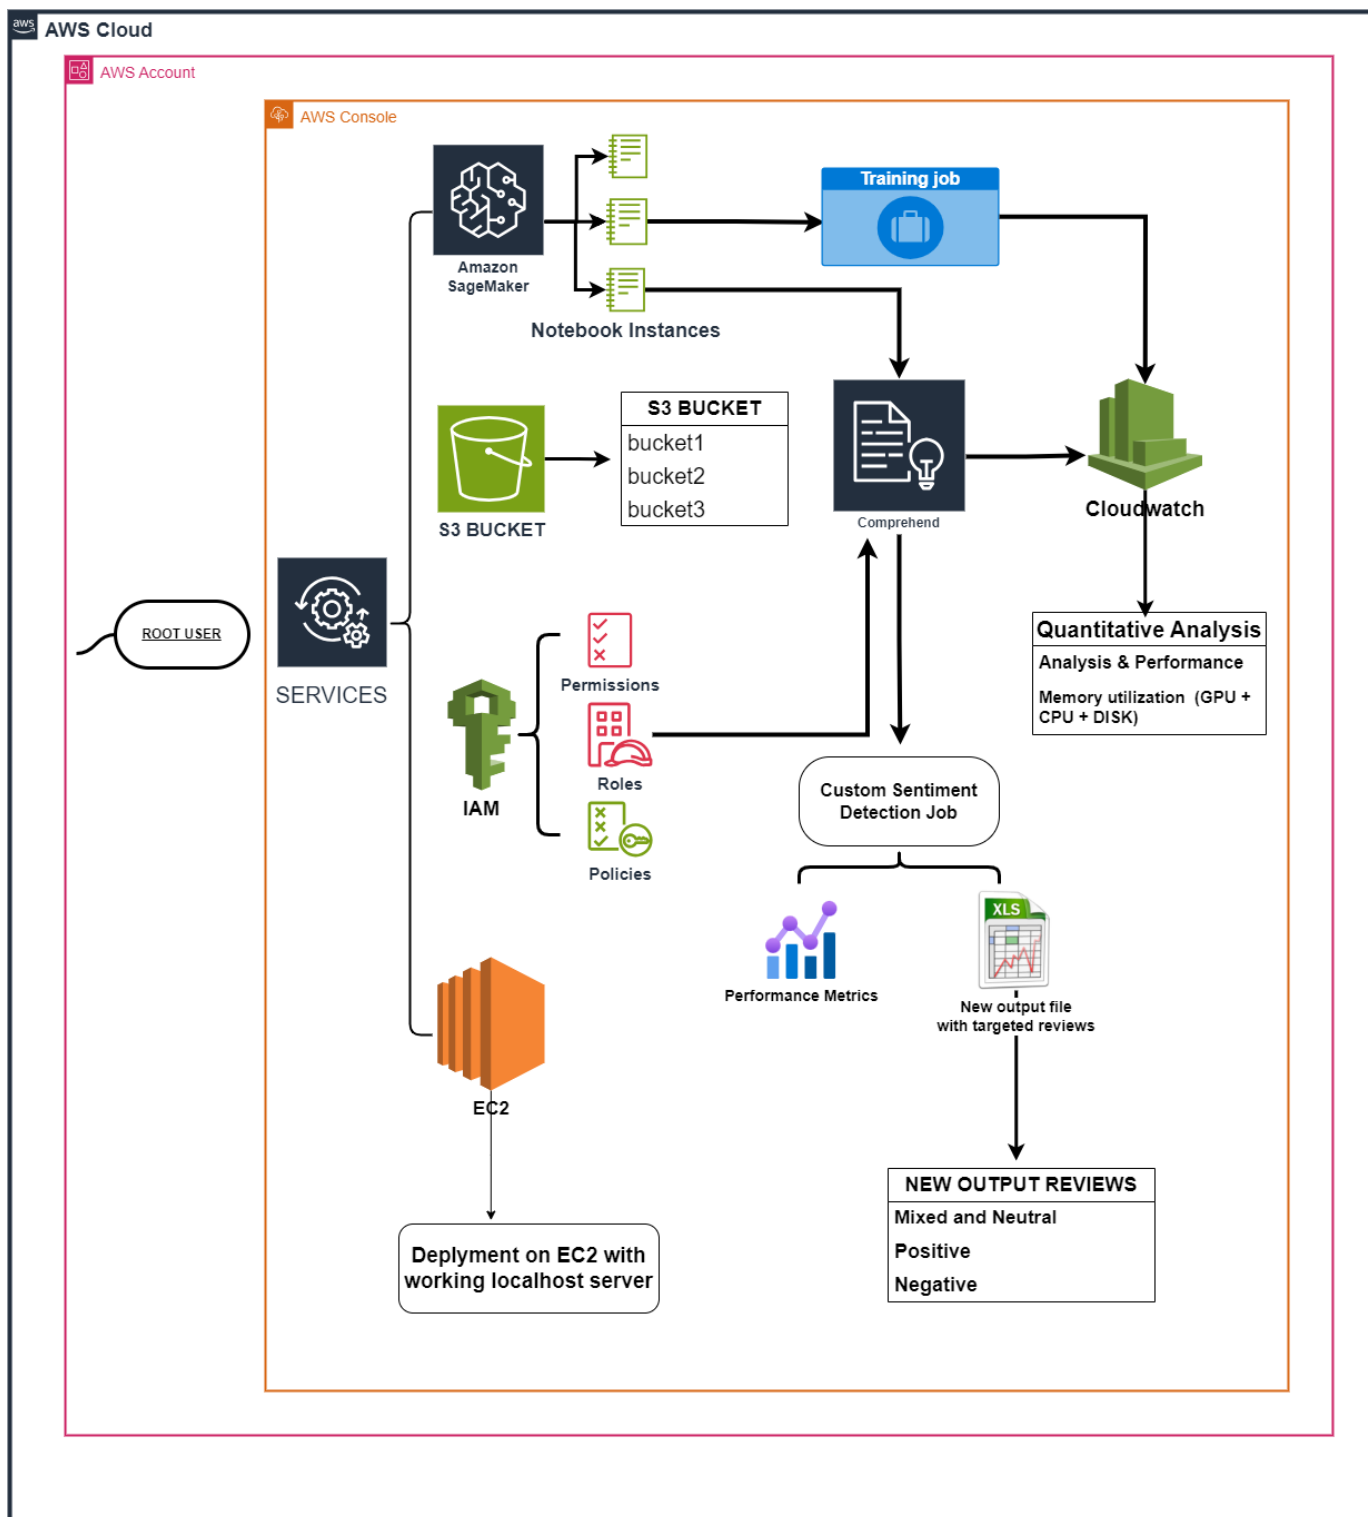 aws
AWS Cloud
AWS Account
AWS Console
Amazon
SageMaker
Notebook Instances
Training job
S3 BUCKET
S3 BUCKET
bucket1
bucket2
bucket3
Comprehend
Cloudwatch
ROOT USER
SERVICES
IAM
Permissions
Roles
Policies
Quantitative Analysis
Analysis & Performance
Memory utilization (GPU +
CPU + DISK)
Custom Sentiment
Detection Job
Performance Metrics
XLS
New output file
with targeted reviews
EC2
Deplyment on EC2 with
working localhost server
NEW OUTPUT REVIEWS
Mixed and Neutral
Positive
Negative